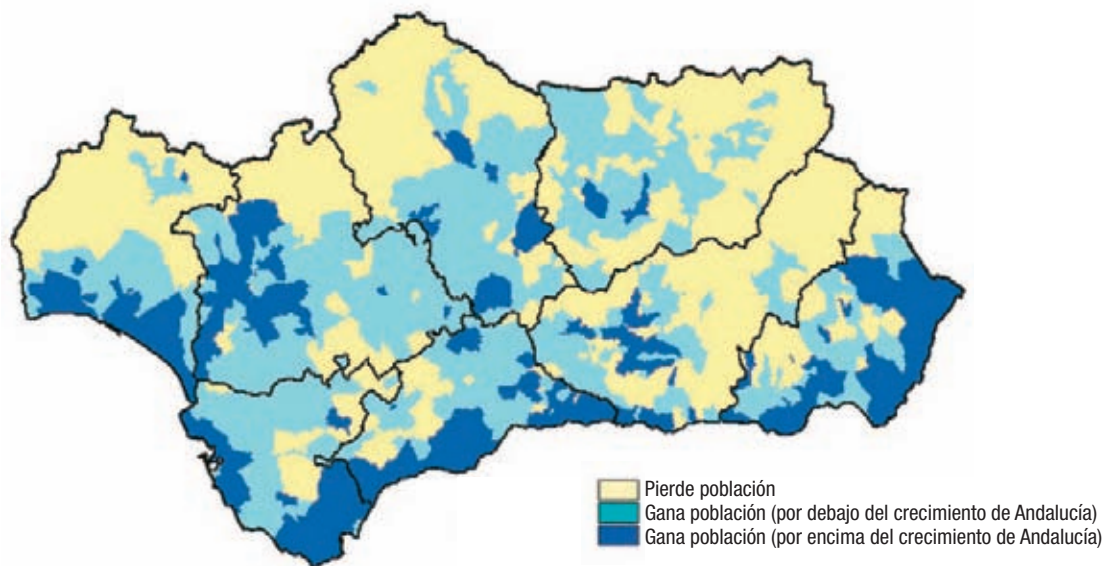 Pierde población
Gana población (por debajo del crecimiento de Andalucía)
Gana población (por encima del crecimiento de Andalucía)